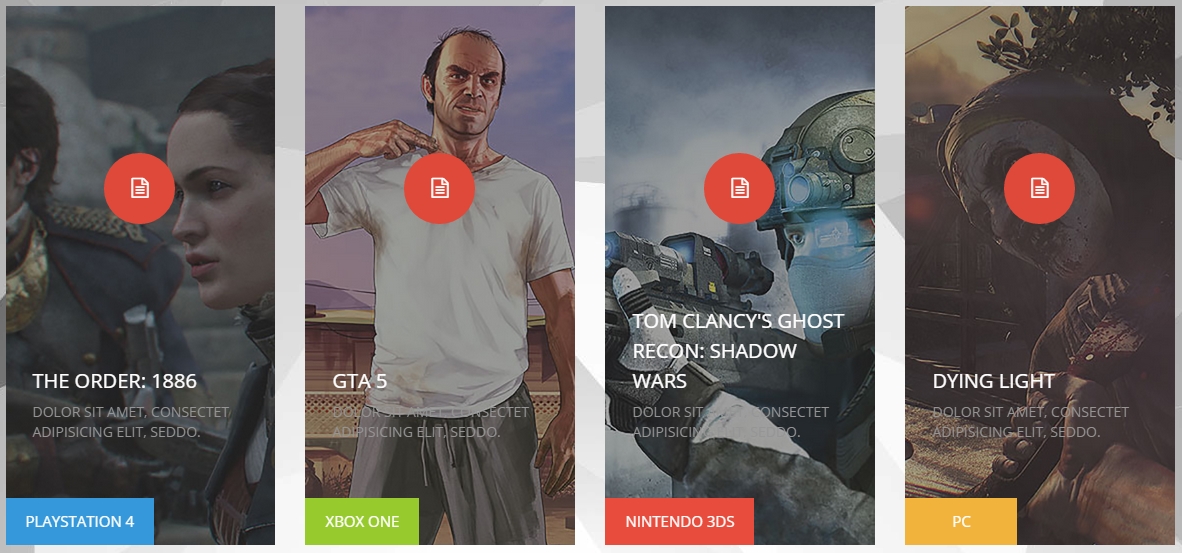 THE ORDER: 1886
DOLOR SIT AMET, CONSECTET
ADIPISICING ELIT, SEDDO.
PLAYSTATION 4
GTA 5
DOLOR SIT AMET, CONSECTET
ADIPISICING ELIT, SEDDO.
XBOX ONE
TOM CLANCY'S GHOST
RECON: SHADOW
WARS
DOLOR SIT AMET, CONSECTET
ADIPISICING ELIT, SEDDO.
NINTENDO 3DS
DYING LIGHT
DOLOR SIT AMET, CONSECTET
ADIPISICING ELIT, SEDDO.
PC